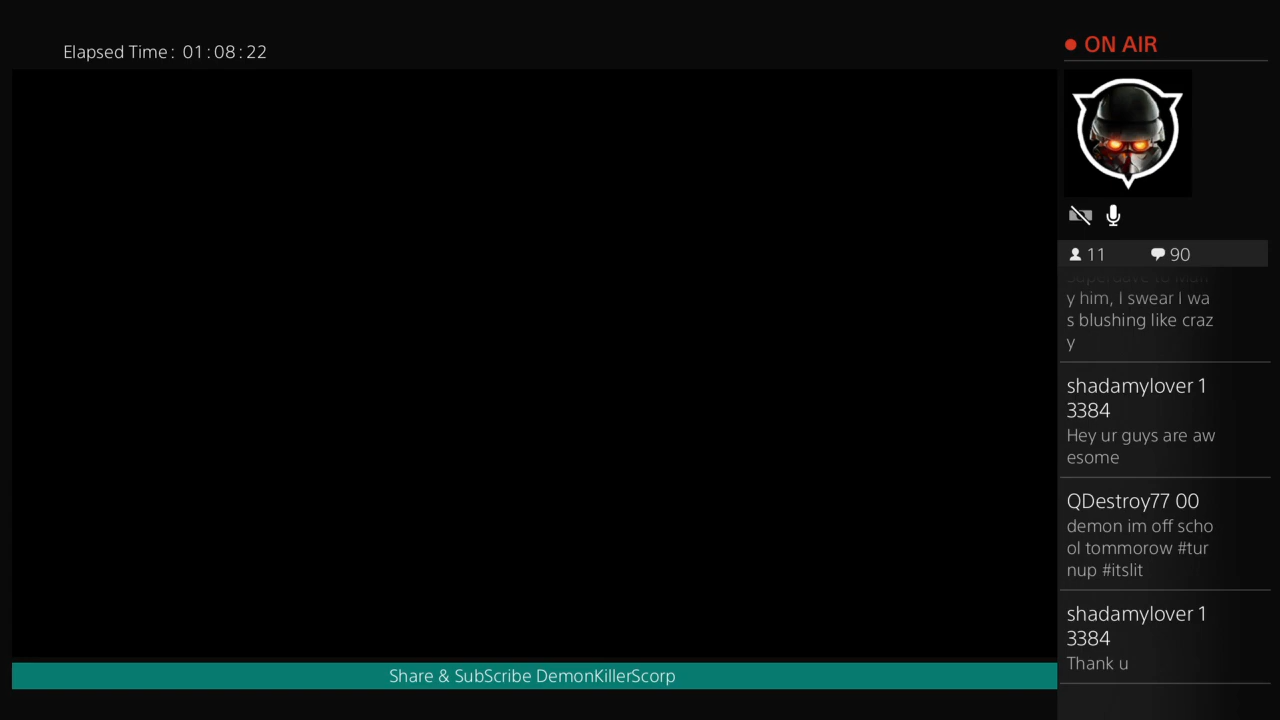 Elapsed Time: 01:08:22
ON AIR
11 90
y him, I swear I wa
s blushing like craz
y
shadamylover 1
3384
Hey ur guys are aw
esome
QDestroy77 00
demon im off scho
ol tommorow #tur
nup #itslit
shadamylover 1
3384
Thank u
Share & SubScribe DemonKillerScorp